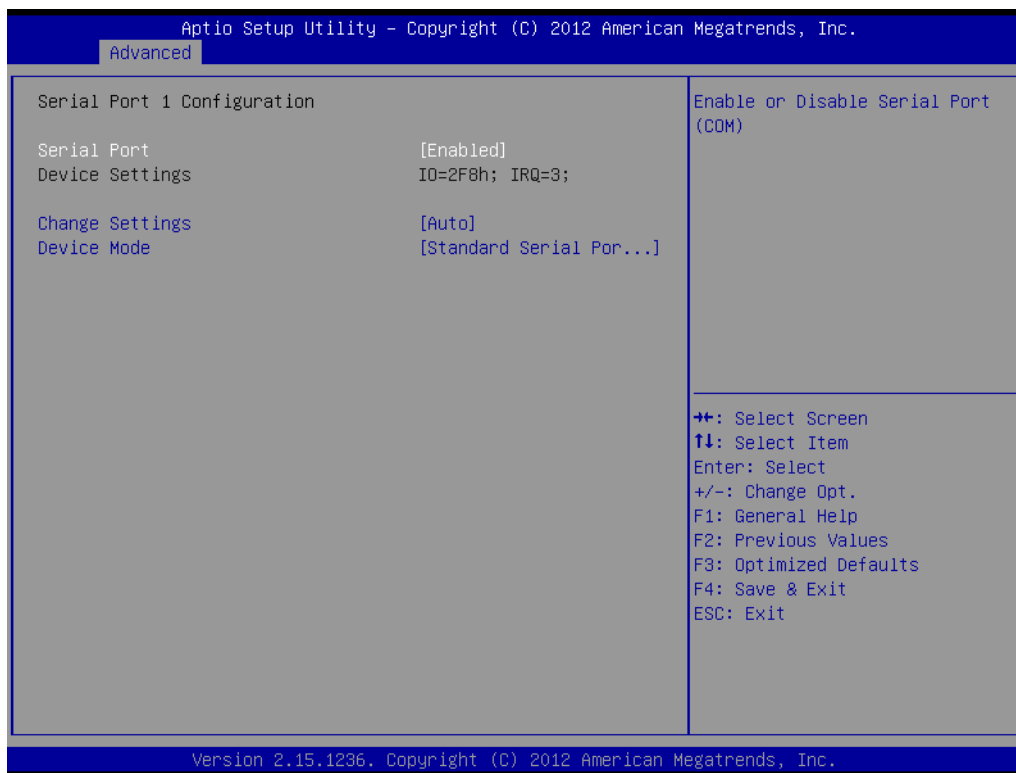 Aptio Setup Utility – Copyright (C) 2012 American Megatrends, Inc.
Advanced
Serial Port 1 Configuration
Serial Port [Enabled]
Device Settings IO=2F8h; IRQ=3;
Change Settings [Auto]
Device Mode [Standard Serial Por...]
Enable or Disable Serial Port
(COM)
→←: Select Screen
↑↓: Select Item
Enter: Select
+/-: Change Opt.
F1: General Help
F2: Previous Values
F3: Optimized Defaults
F4: Save & Exit
ESC: Exit
Version 2.15.1236. Copyright (C) 2012 American Megatrends, Inc.